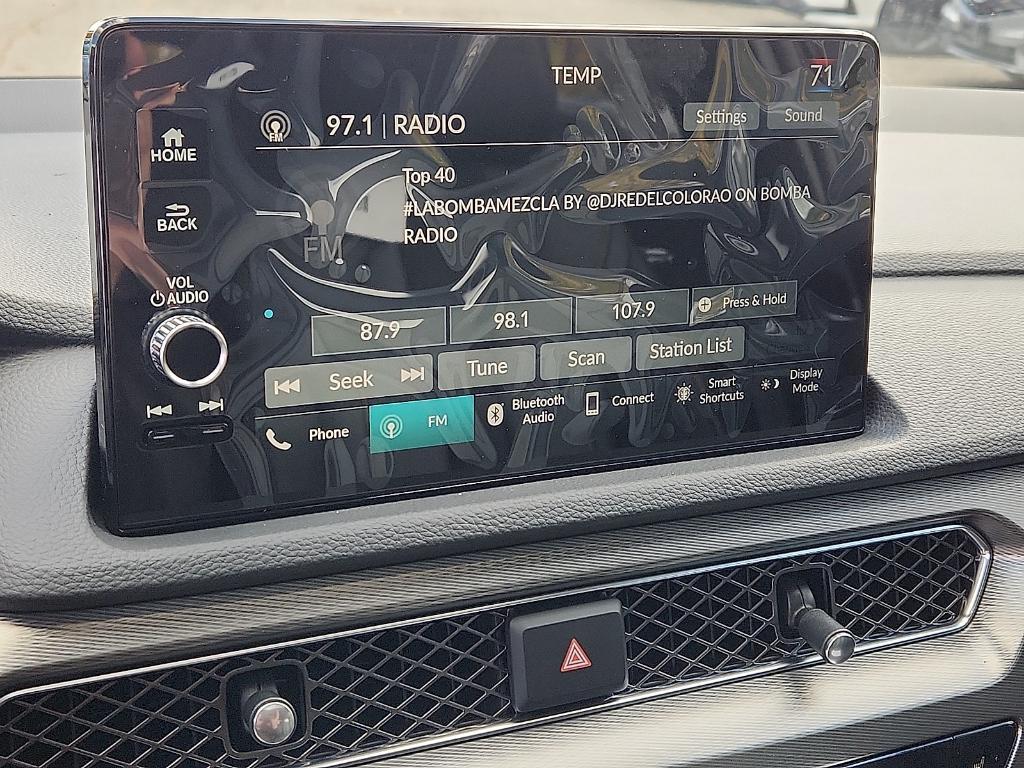 TEMP
71
97.1 | RADIO
Settings
Sound
FM
HOME
Top 40
#LABOMBAMEZCLA BY @DJREDELCOLORAO ON BOMBA
RADIO
FM
BACK
VOL
AUDIO
87.9
98.1
107.9
Press & Hold
Seek
Tune
Scan
Station List
Phone
FM
Bluetooth
Audio
Connect
Smart
Shortcuts
Display
Mode